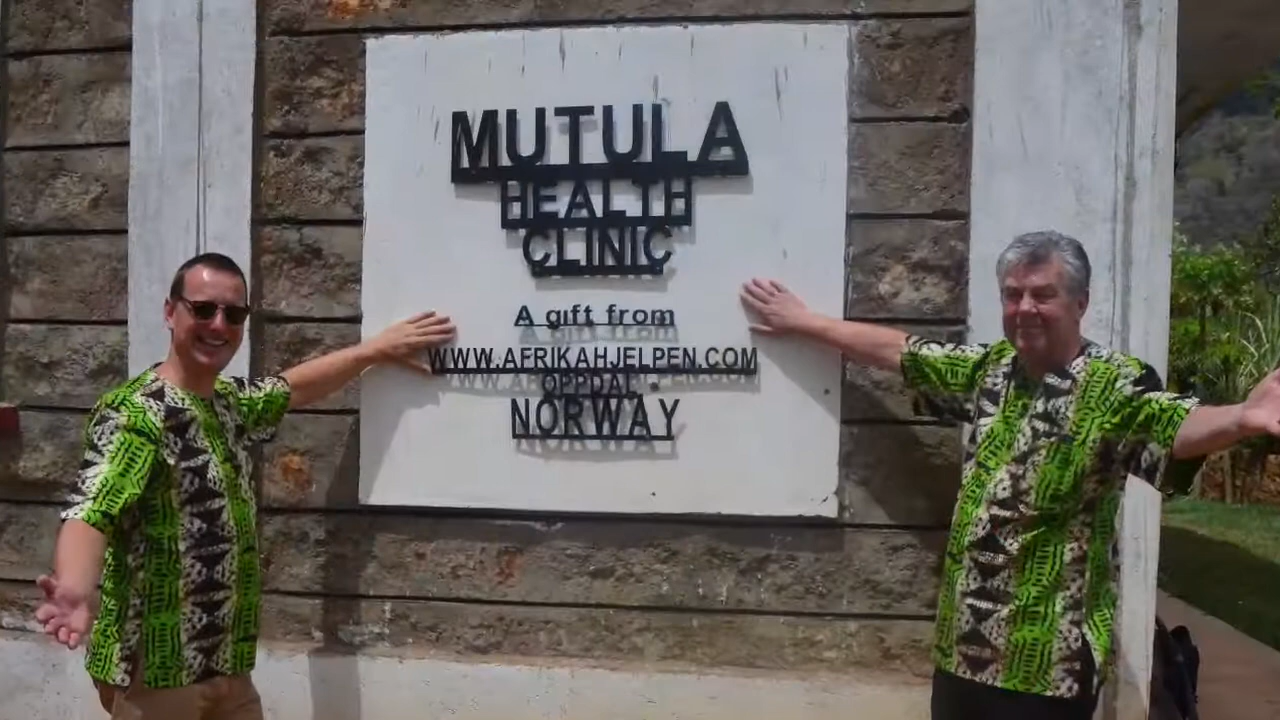 MUTULA
HEALTH
CLINIC
A gift from
WWW.AFRIKAHJELPEN.COM
OPPDAL
NORWAY